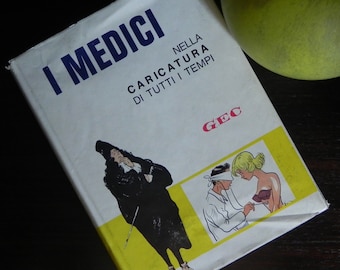 I MEDICI
NELLA
CARICATURA
DI TUTTI I TEMPI
GEC